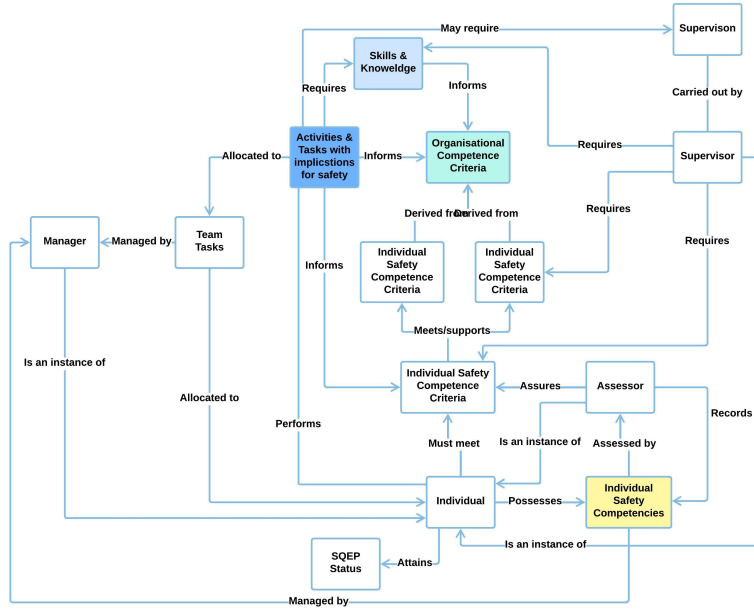 May require
Supervison
Skills &
Knoweldge
Requires
Informs
Carried out by
Activities &
Tasks with
implicstions
for safety
Allocated to
Informs
Organisational
Competence
Criteria
Requires
Supervisor
Derived from
Derived from
Requires
Manager
Managed by
Team
Tasks
Informs
Individual
Safety
Competence
Criteria
Individual
Safety
Competence
Criteria
Requires
Meets/supports
Is an instance of
Individual Safety
Competence
Criteria
Assures
Assessor
Allocated to
Records
Performs
Must meet
Is an instance of
Assessed by
Individual
Possesses
Individual
Safety
Competencies
SQEP
Status
Attains
Is an instance of
Managed by